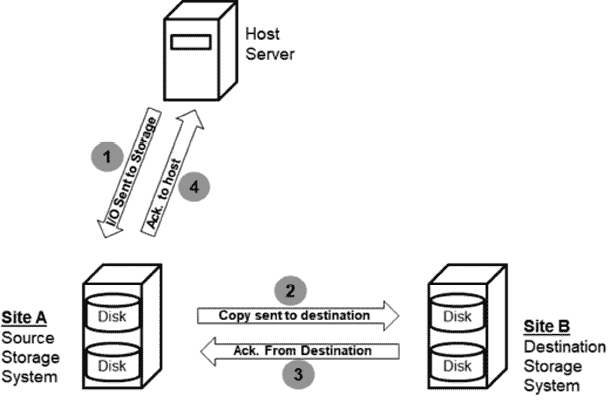 Host
Server
1
I/O Sent to Storage
Ack. to host
4
Site A
Source
Storage
System
Disk
Disk
2
Copy sent to destination
Ack. From Destination
3
Disk
Disk
Site B
Destination
Storage
System